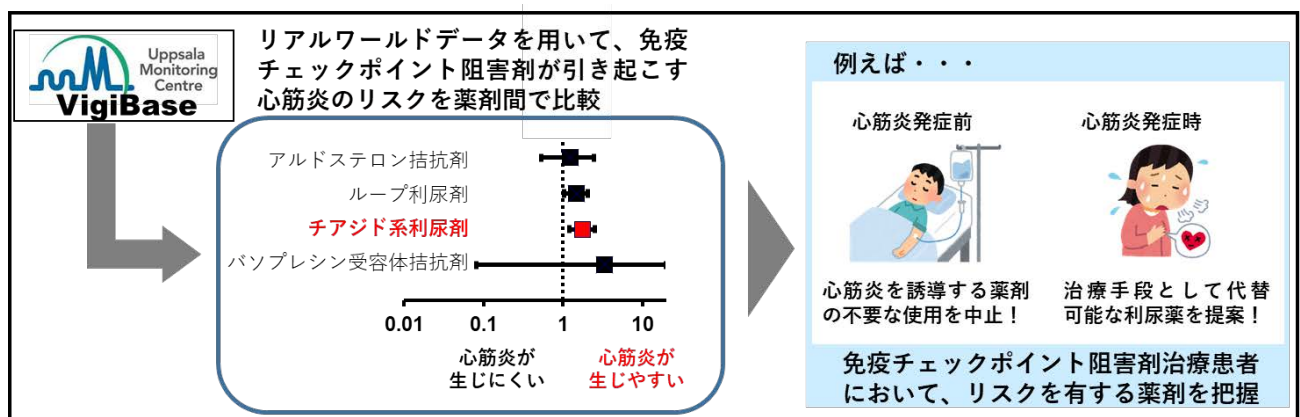 Uppsala
Monitoring
Centre
VigiBase
リアルワールドデータを用いて、免疫
チェックポイント阻害剤が引き起こす
心筋炎のリスクを薬剤間で比較
アルドステロン拮抗剤
ループ利尿剤
チアジド系利尿剤
バソプレシン受容体拮抗剤
0.01 0.1 1 10
心筋炎が
生じにくい
心筋炎が
生じやすい
例えば・・・
心筋炎発症前
心筋炎を誘導する薬剤
の不要な使用を中止！
心筋炎発症時
治療手段として代替
可能な利尿薬を提案！
免疫チェックポイント阻害剤治療患者
において、リスクを有する薬剤を把握